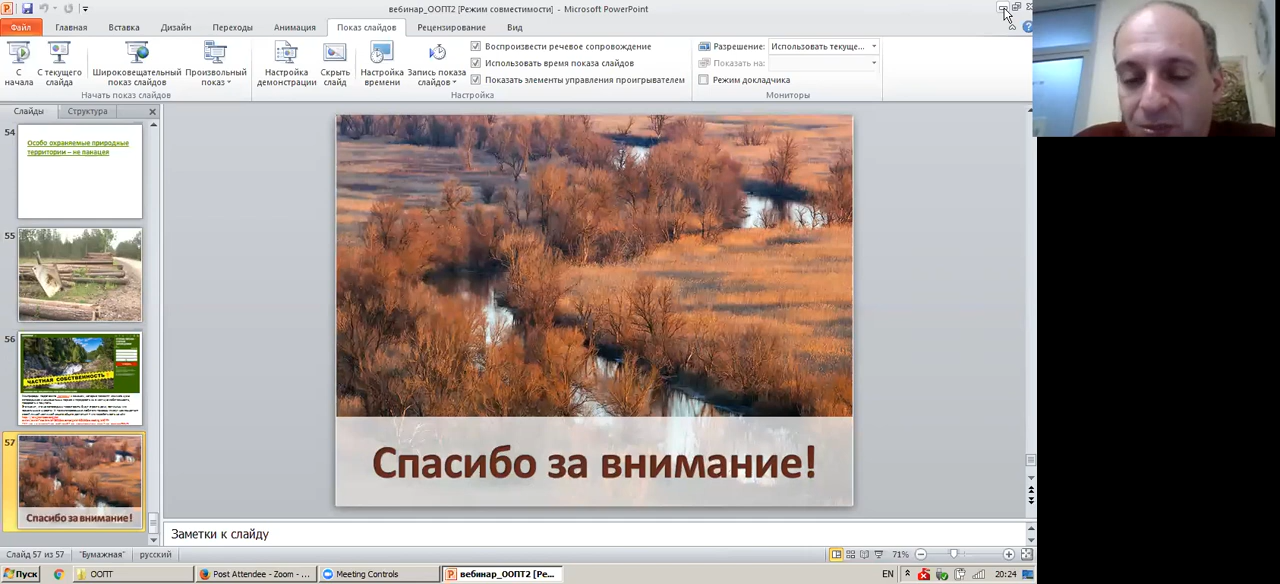 вебинар_ООПТ2 [Режим совместимости] - Microsoft PowerPoint
Файл Главная Вставка Дизайн Переходы Анимация Показ слайдов Рецензирование Вид
С начала
С текущего слайда
Широковещательный показ слайдов
Произвольный показ
Начать показ слайдов
Настройка демонстрации
Скрыть слайд
Настройка времени
Запись показа слайдов
Воспроизвести речевое сопровождение
Использовать время показа слайдов
Показать элементы управления проигрывателем
Настройка
Разрешение: Использовать текуще...
Показать на:
Режим докладчика
Мониторы
Слайды Структура
54
Особо охраняемые природные
территории – не панацея
55
56
ЧАСТНАЯ СОБСТВЕННОСТЬ
57
Спасибо за внимание!
Спасибо за внимание!
Заметки к слайду
Слайд 57 из 57 "Бумажная" русский 71%
Пуск ООПТ Post Attendee - Zoom - ... Meeting Controls вебинар_ООПТ2 [Ре... EN 20:24